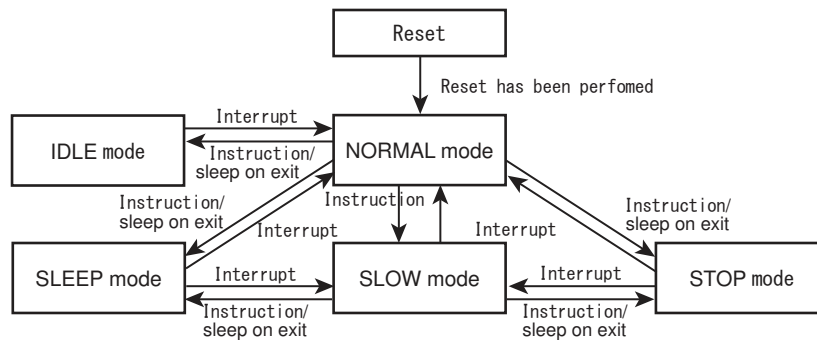 Reset
Reset has been perfomed
Interrupt
IDLE mode
NORMAL mode
Instruction/
sleep on exit
Instruction/
sleep on exit
Instruction
Instruction/
sleep on exit
Interrupt
Interrupt
SLEEP mode
Interrupt
SLOW mode
Interrupt
STOP mode
Instruction/
sleep on exit
Instruction/
sleep on exit